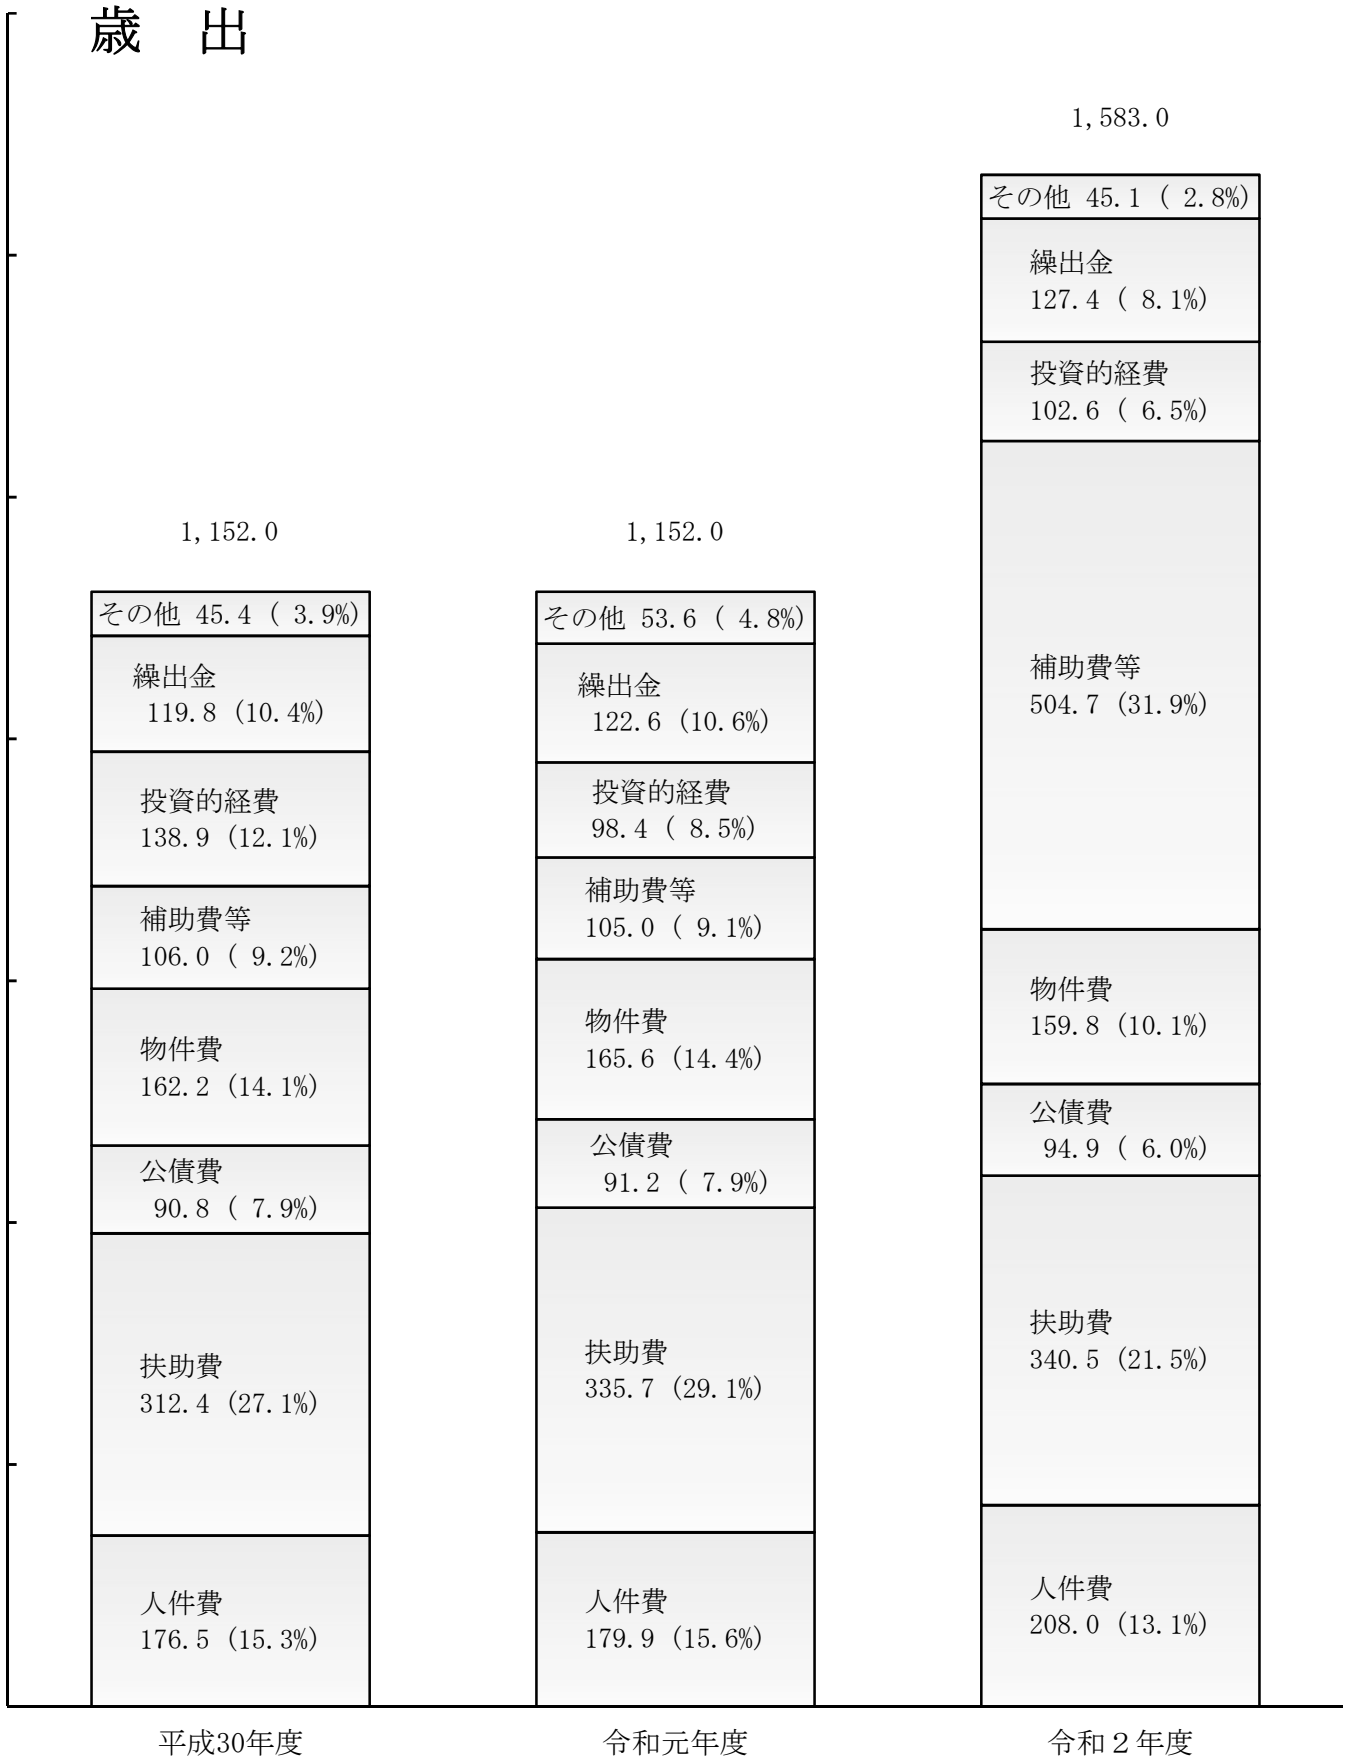 歳　出
1,152.0
その他 45.4 ( 3.9%)
繰出金
119.8 (10.4%)
投資的経費
138.9 (12.1%)
補助費等
106.0 ( 9.2%)
物件費
162.2 (14.1%)
公債費
90.8 ( 7.9%)
扶助費
312.4 (27.1%)
人件費
176.5 (15.3%)
平成30年度
1,152.0
その他 53.6 ( 4.8%)
繰出金
122.6 (10.6%)
投資的経費
98.4 ( 8.5%)
補助費等
105.0 ( 9.1%)
物件費
165.6 (14.4%)
公債費
91.2 ( 7.9%)
扶助費
335.7 (29.1%)
人件費
179.9 (15.6%)
令和元年度
1,583.0
その他 45.1 ( 2.8%)
繰出金
127.4 ( 8.1%)
投資的経費
102.6 ( 6.5%)
補助費等
504.7 (31.9%)
物件費
159.8 (10.1%)
公債費
94.9 ( 6.0%)
扶助費
340.5 (21.5%)
人件費
208.0 (13.1%)
令和２年度